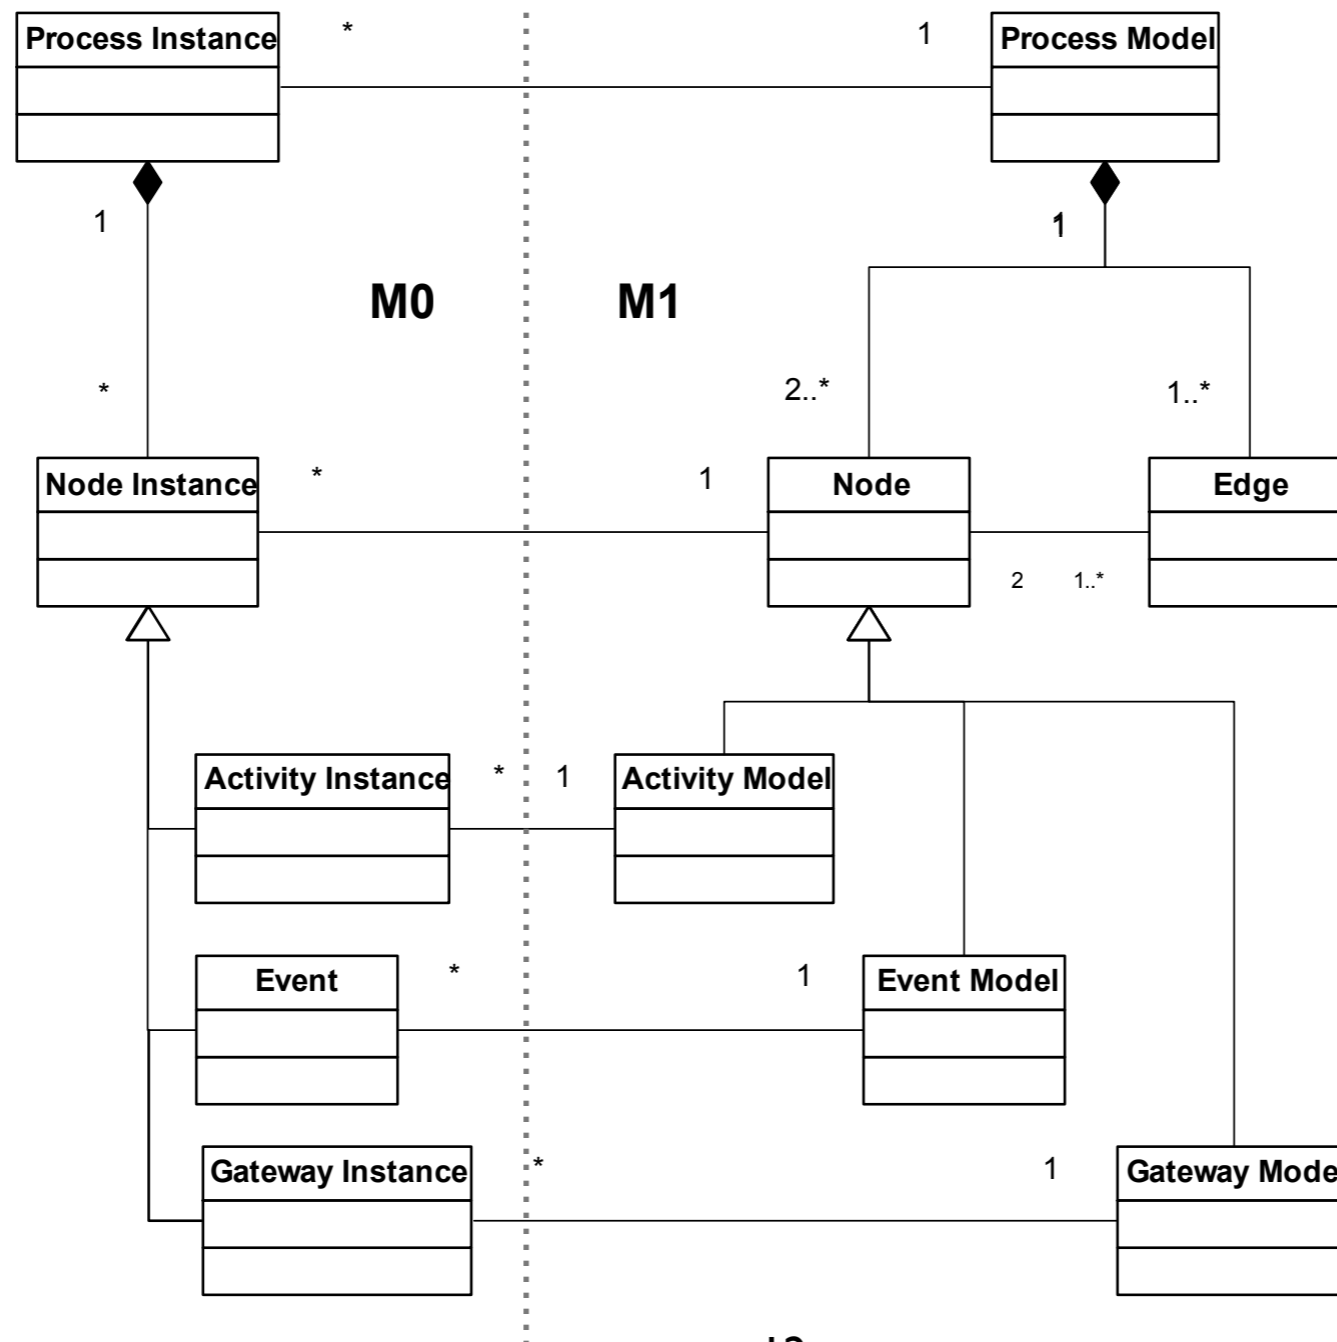 Process Instance
*
1
Process Model
1
1
M0
M1
*
2..*
1..*
Node Instance
*
1
Node
Edge
2
1..*
Activity Instance
*
1
Activity Model
Event
*
1
Event Model
Gateway Instance
*
1
Gateway Mode